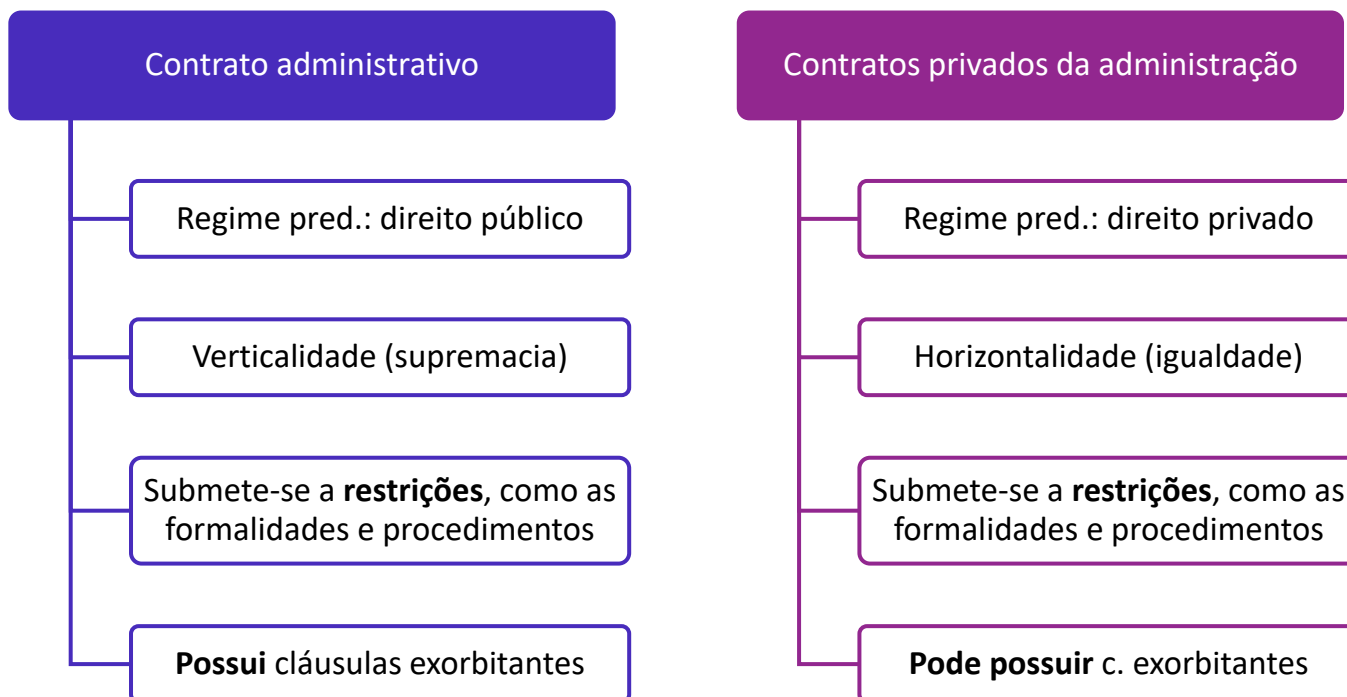 Contrato administrativo
Regime pred.: direito público
Verticalidade (supremacia)
Submete-se a restrições, como as
formalidades e procedimentos
Possui cláusulas exorbitantes
Contratos privados da administração
Regime pred.: direito privado
Horizontalidade (igualdade)
Submete-se a restrições, como as
formalidades e procedimentos
Pode possuir c. exorbitantes